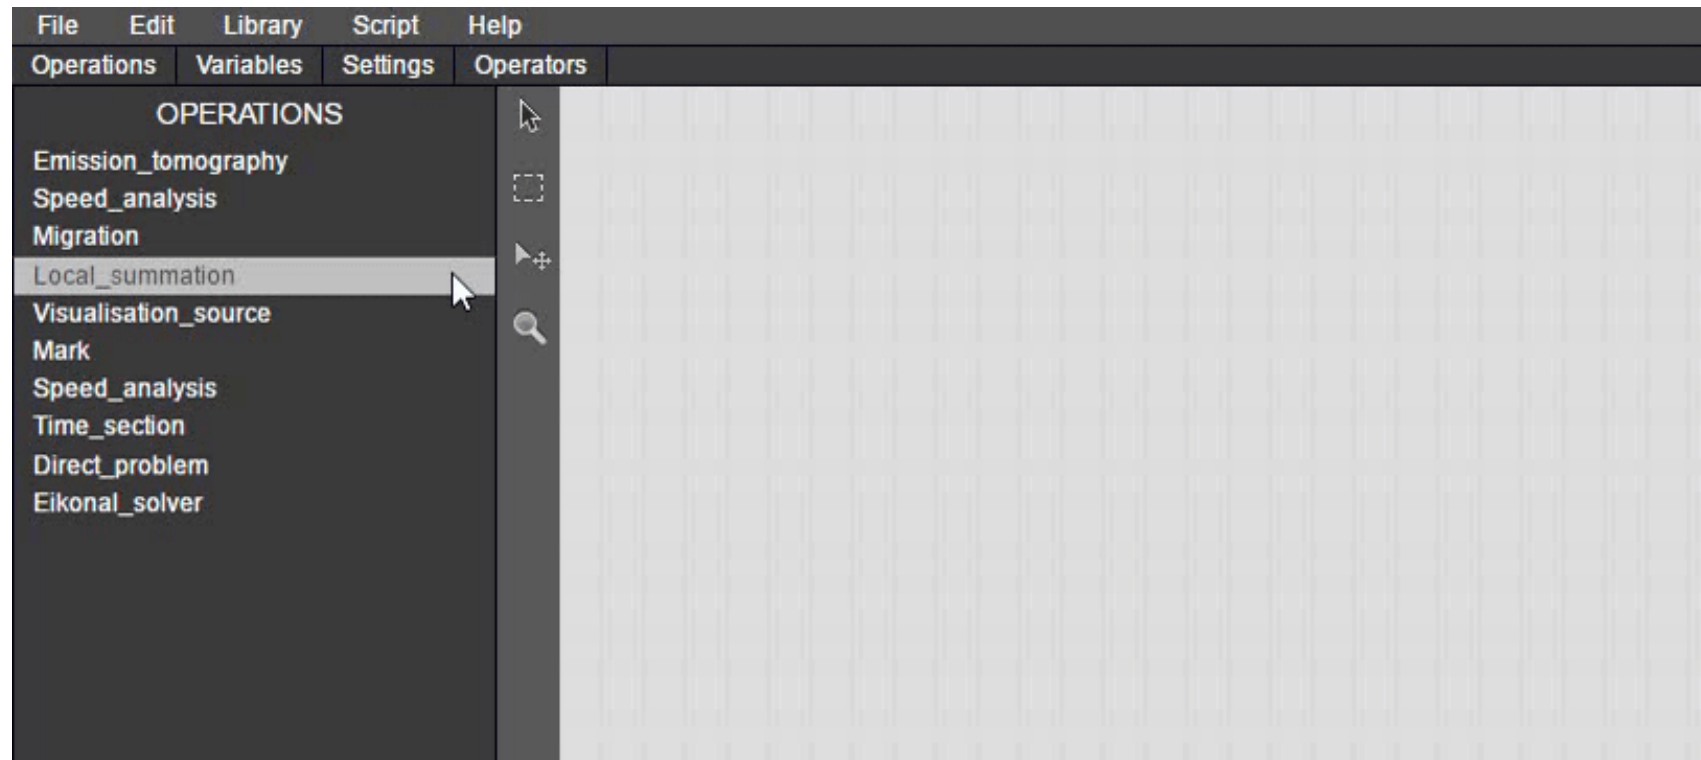 File Edit Library Script Help
Operations Variables Settings Operators
OPERATIONS
Emission_tomography
Speed_analysis
Migration
Local_summation
Visualisation_source
Mark
Speed_analysis
Time_section
Direct_problem
Eikonal_solver